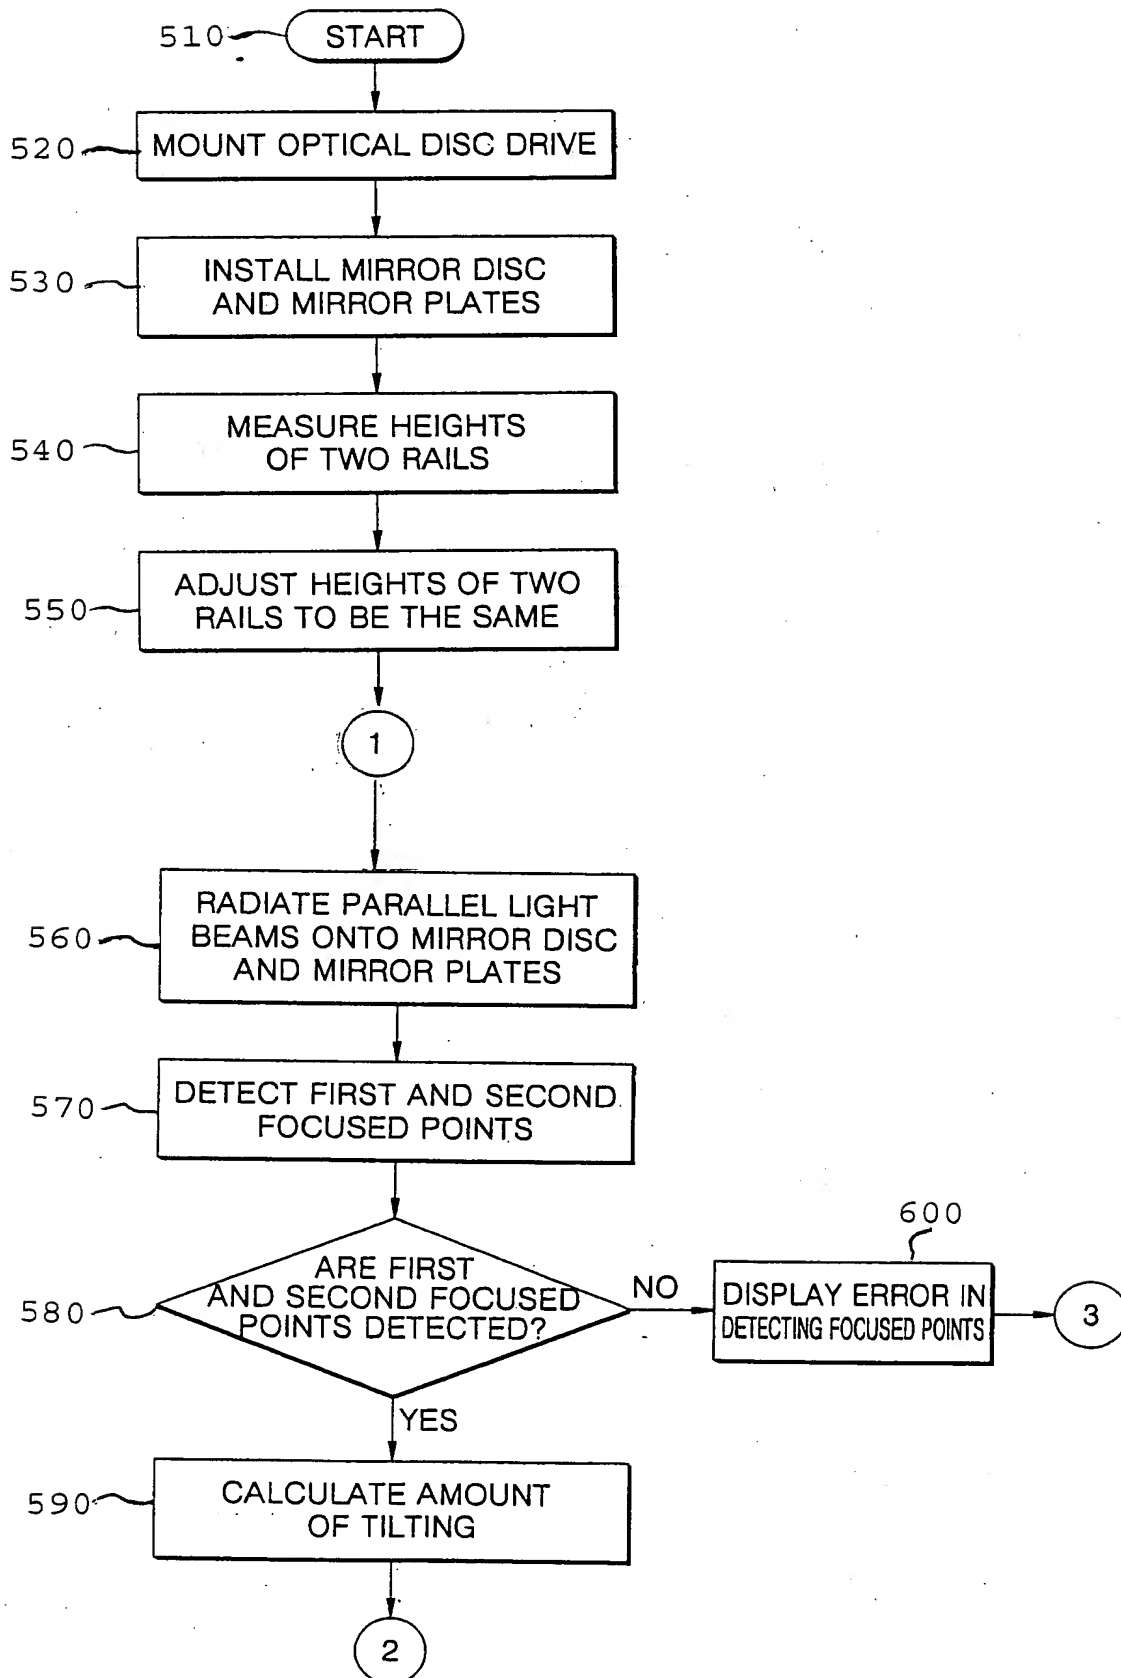 510
START
520
MOUNT OPTICAL DISC DRIVE
530
INSTALL MIRROR DISC
AND MIRROR PLATES
540
MEASURE HEIGHTS
OF TWO RAILS
550
ADJUST HEIGHTS OF TWO
RAILS TO BE THE SAME
1
560
RADIATE PARALLEL LIGHT
BEAMS ONTO MIRROR DISC
AND MIRROR PLATES
570
DETECT FIRST AND SECOND
FOCUSED POINTS
580
ARE FIRST
AND SECOND FOCUSED
POINTS DETECTED?
NO
600
DISPLAY ERROR IN
DETECTING FOCUSED POINTS
3
YES
590
CALCULATE AMOUNT
OF TILTING
2